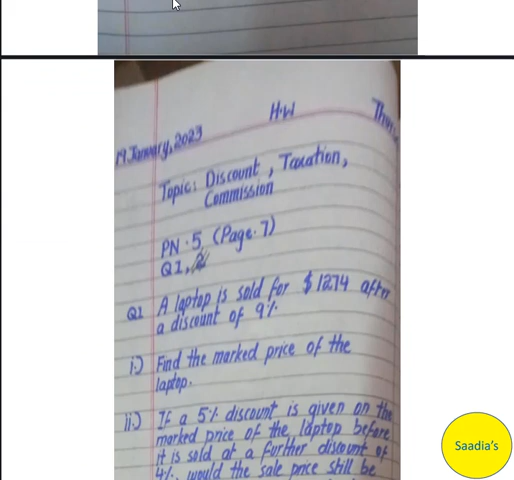 H.W
19 January, 2023
Topic: Discount, Taxation,
Commission
PN.5, (Page.7)
Q1,
Q1 A laptop is sold for $1274 after
a discount of 9%
i.) Find the marked price of the
laptop.
ii.) If a 5% discount is given on the
marked price of the laptop before
it is sold at a further discount of
4%, would the sale price still be
Saadia's